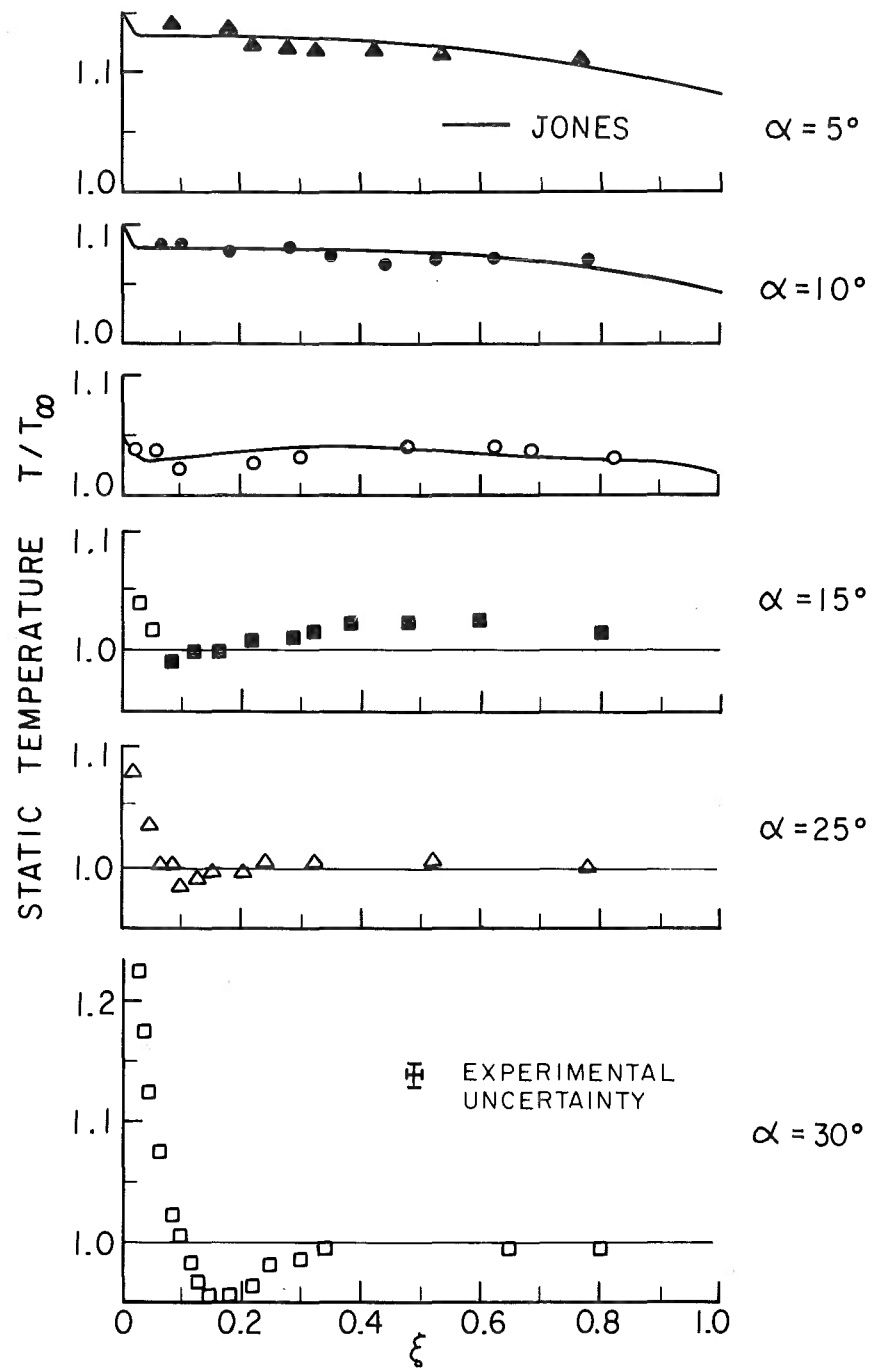 1.1
1.0
JONES
α = 5°
1.1
1.0
α = 10°
1.1
1.0
1.1
1.0
α = 15°
1.1
1.0
α = 25°
1.2
1.1
1.0
EXPERIMENTAL
UNCERTAINTY
α = 30°
0 0.2 0.4 0.6 0.8 1.0
ξ
STATIC TEMPERATURE T/T∞